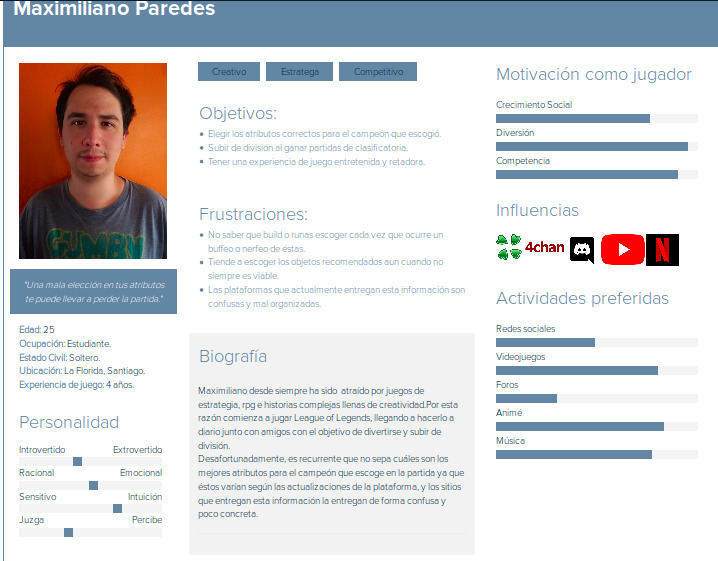 Maximiliano Paredes
GUMBY
"Una mala elección en tus atributos
te puede llevar a perder la partida."
Edad: 25
Ocupación: Estudiante.
Estado Civil: Soltero.
Ubicación: La Florida, Santiago.
Experiencia de juego: 4 años.
Personalidad
Introvertido Extrovertido
Racional Emocional
Sensitivo Intuición
Juzga Percibe
Creativo Estratega Competitivo
Objetivos:
Elegir los atributos correctos para el campeón que escogió.
Subir de división al ganar partidas de clasificatoria.
Tener una experiencia de juego entretenida y retadora.
Frustraciones:
No saber que build o runas escoger cada vez que ocurre un
buffeo o nerfeo de éstas.
Tiende a escoger los objetos recomendados aun cuando no
siempre es viable.
Las plataformas que actualmente entregan esta información son
confusas y mal organizadas.
Biografía
Maximiliano desde siempre ha sido atraído por juegos de
estrategia, rpg e historias complejas llenas de creatividad.Por esta
razón comienza a jugar League of Legends, llegando a hacerlo a
diario junto con amigos con el objetivo de divertirse y subir de
división.
Desafortunadamente, es recurrente que no sepa cuáles son los
mejores atributos para el campeón que escoge en la partida ya que
éstos varían según las actualizaciones de la plataforma, y los sitios
que entregan esta información la entregan de forma confusa y
poco concreta.
Motivación como jugador
Crecimiento Social
Diversión
Competencia
Influencias
4chan N
Actividades preferidas
Redes sociales
Videojuegos
Foros
Animé
Música